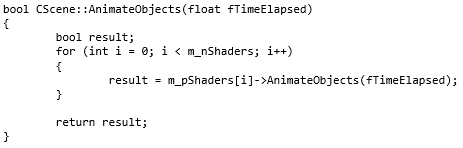 bool CScene::AnimateObjects(float fTimeElapsed)
{
        bool result;
        for (int i = 0; i < m_nShaders; i++)
        {
                result = m_pShaders[i]->AnimateObjects(fTimeElapsed);
        }

        return result;
}